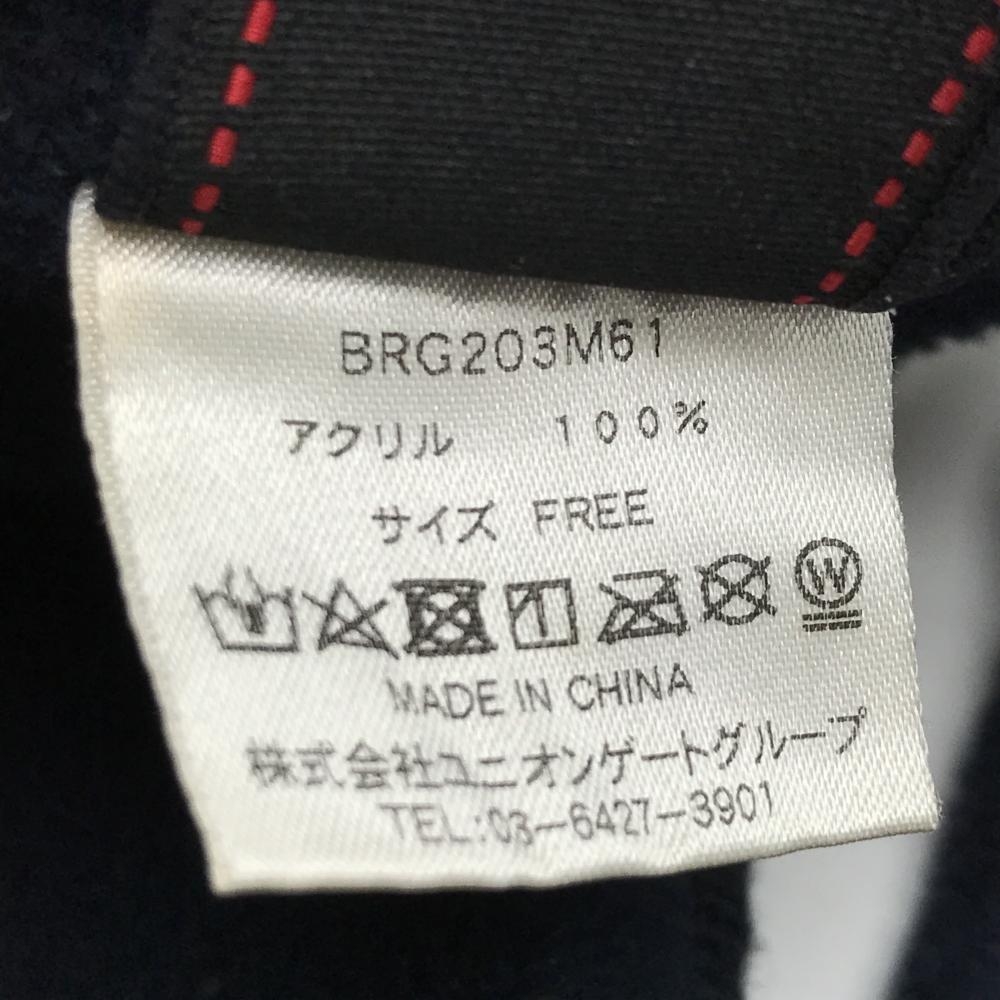 BRG203M61
アクリル 100%
サイズ FREE
W
MADE IN CHINA
株式会社ユニオンゲートグループ
TEL:03-6427-3901